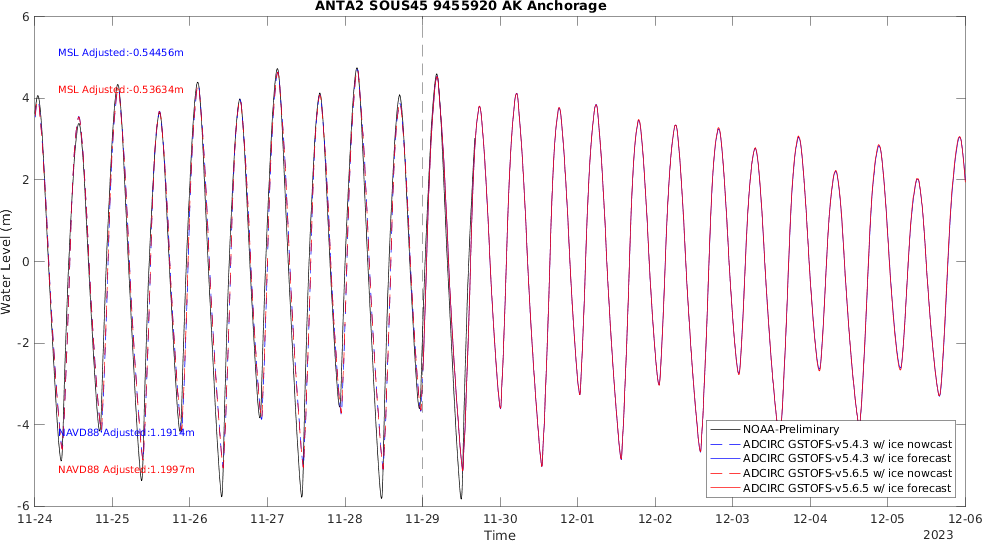 ANTA2 SOUS45 9455920 AK Anchorage
6
MSL Adjusted:-0.54456m
4
MSL Adjusted:-0.53634m
2
0
Water Level (m)
-2
-4
NAVD88 Adjusted:1.1914m
NAVD88 Adjusted:1.1997m
-6
NOAA-Preliminary
ADCIRC GSTOFS-v5.4.3 w/ ice nowcast
ADCIRC GSTOFS-v5.4.3 w/ ice forecast
ADCIRC GSTOFS-v5.6.5 w/ ice nowcast
ADCIRC GSTOFS-v5.6.5 w/ ice forecast
11-24 11-25 11-26 11-27 11-28 11-29 11-30 12-01 12-02 12-03 12-04 12-05 12-06
Time
2023